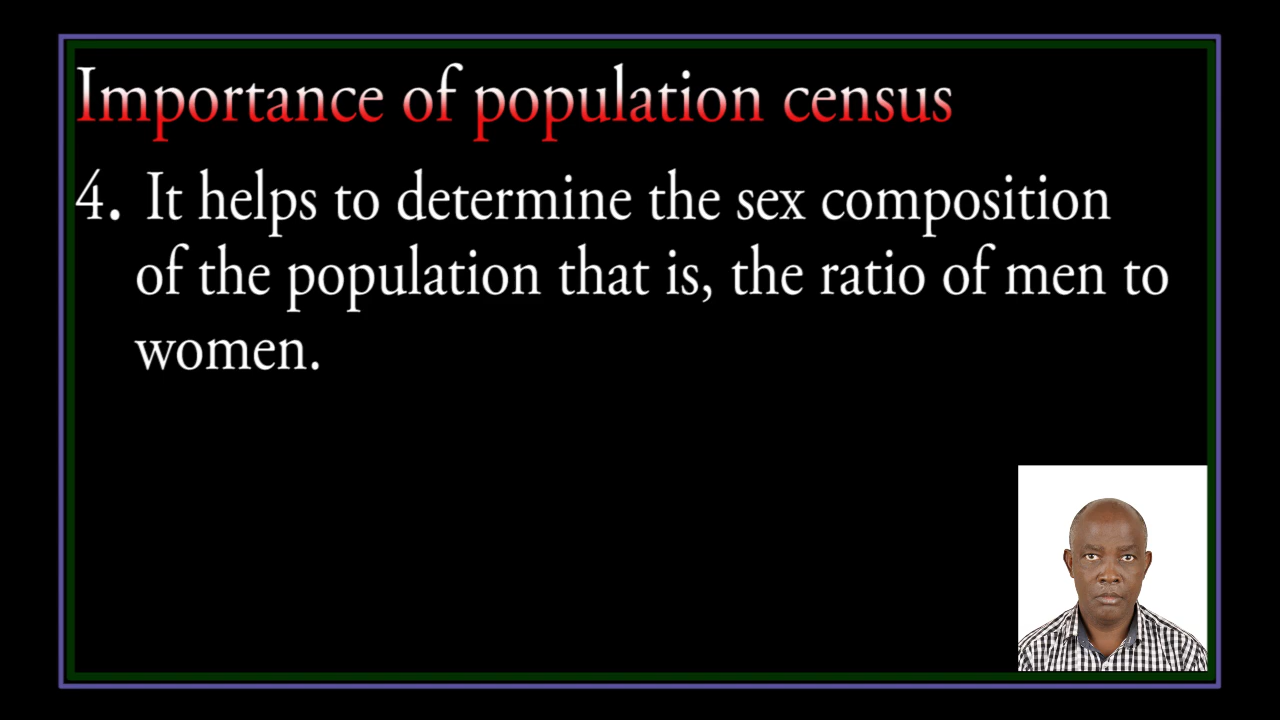 Importance of population census
4. It helps to determine the sex composition
of the population that is, the ratio of men to
women.